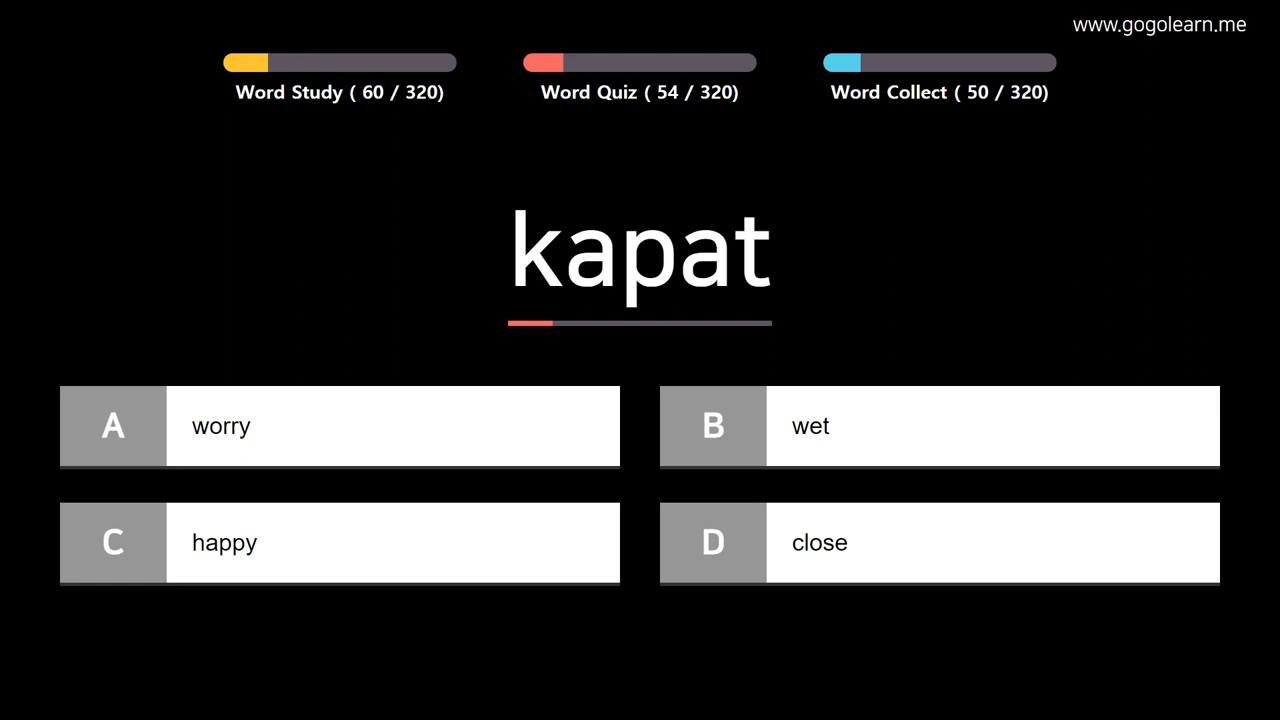 www.gogolearn.me
Word Study ( 60 / 320)
Word Quiz ( 54 / 320)
Word Collect ( 50 / 320)
kapat
A worry
B wet
C happy
D close